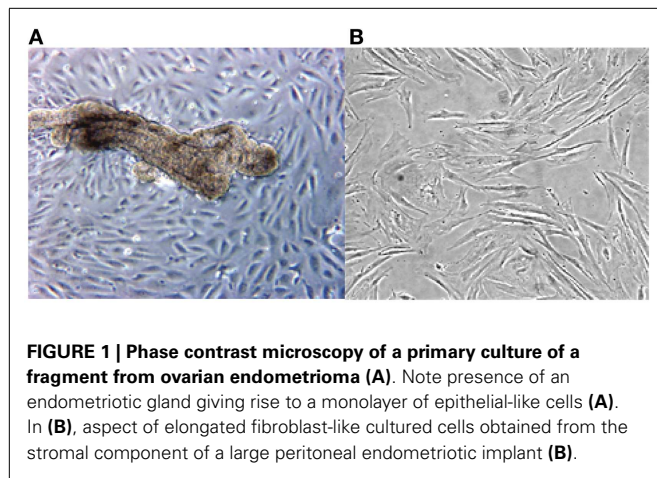 A
B
FIGURE 1 | Phase contrast microscopy of a primary culture of a
fragment from ovarian endometrioma (A). Note presence of an
endometriotic gland giving rise to a monolayer of epithelial-like cells (A).
In (B), aspect of elongated fibroblast-like cultured cells obtained from the
stromal component of a large peritoneal endometriotic implant (B).